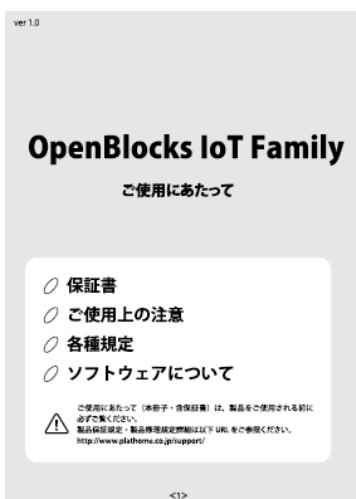 ver 1.0
OpenBlocks IoT Family
ご使用にあたって
保証書
ご使用上の注意
各種規定
ソフトウェアについて
ご使用にあたって（本冊子・含保証書）は、製品をご使用される前に
必ずご覧ください。
製品保証規定・製品修理規定詳細は以下 URL をご参照ください。
http://www.plathome.co.jp/support/
<1>